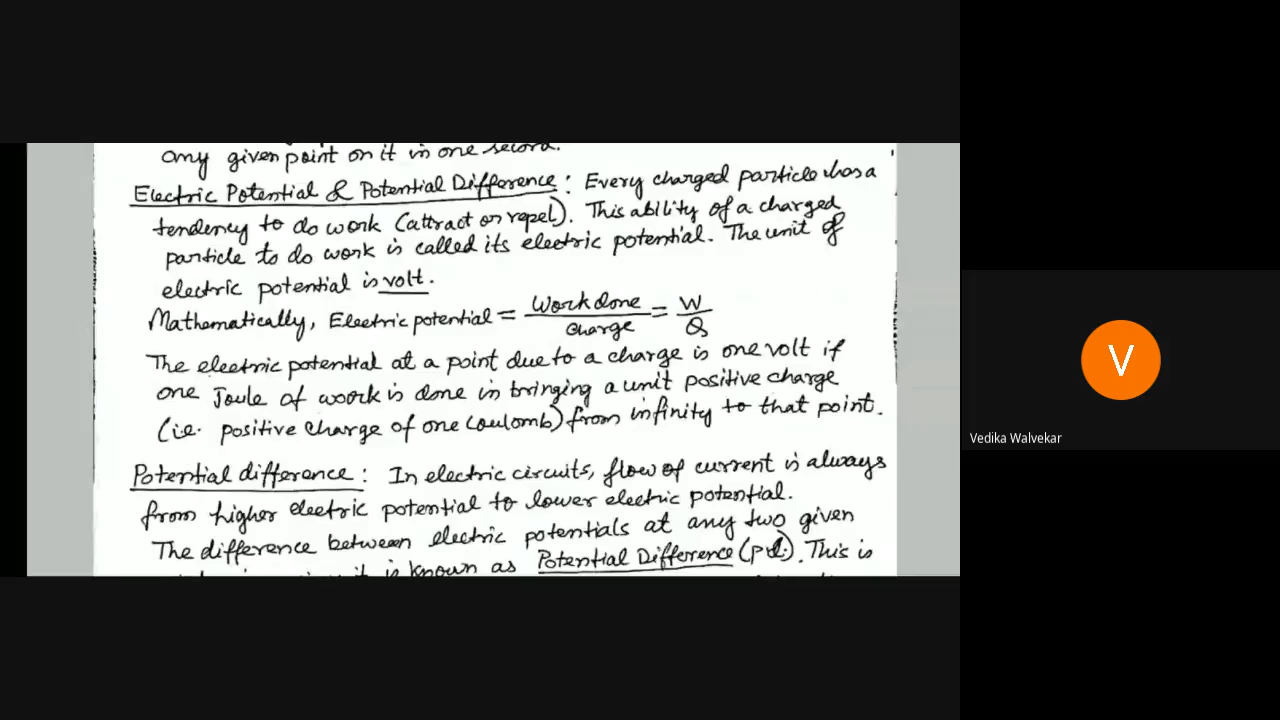 any given point on it in one second.
Electric Potential & Potential Difference : Every charged particle has a
tendency to do work (attract or repel). This ability of a charged
particle to do work is called its electric potential. The unit of
electric potential is volt.
Mathematically, Electric potential = Work done / Charge = W / Q
The electric potential at a point due to a charge is one volt if
one Joule of work is done in bringing a unit positive charge
(i.e. positive charge of one Coulomb) from infinity to that point.
Potential difference : In electric circuits, flow of current is always
from higher electric potential to lower electric potential.
The difference between electric potentials at any two given
it is known as Potential Difference (p.d.). This is
V
Vedika Walvekar